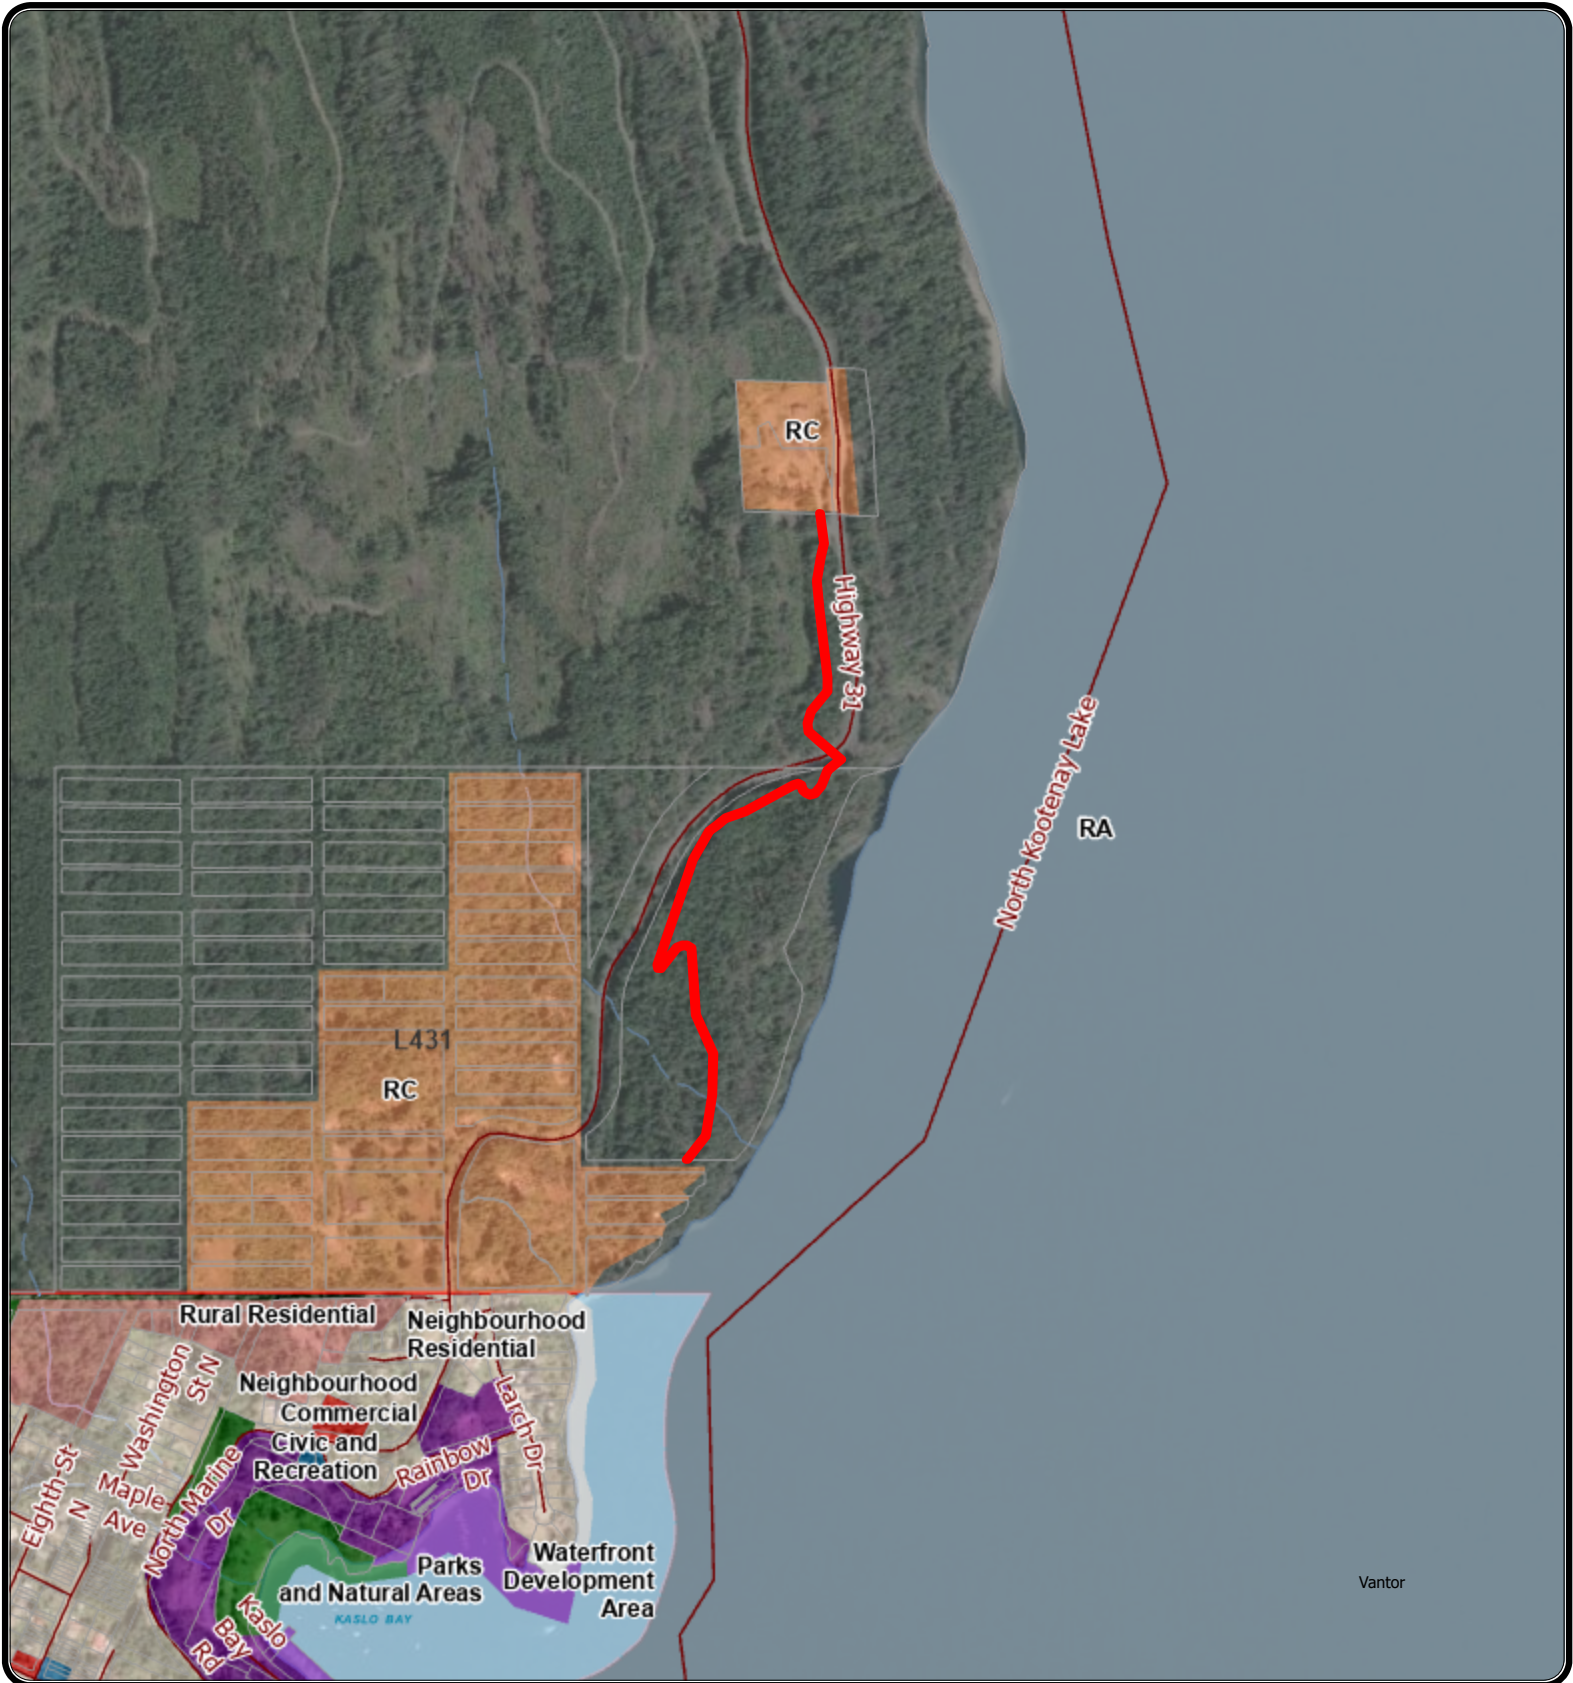 RC
Highway 31
North Kootenay Lake
RA
L431
RC
Rural Residential
Neighbourhood
Residential
Washington
St N
Neighbourhood
Commercial
Larch Dr
Civic and
Recreation
Rainbow
Dr
Eighth St
N
Maple
Ave
North Marine
Dr
Parks
and Natural Areas
Waterfront
Development
Area
KASLO BAY
Kaslo
Bay
Rd
Vantor